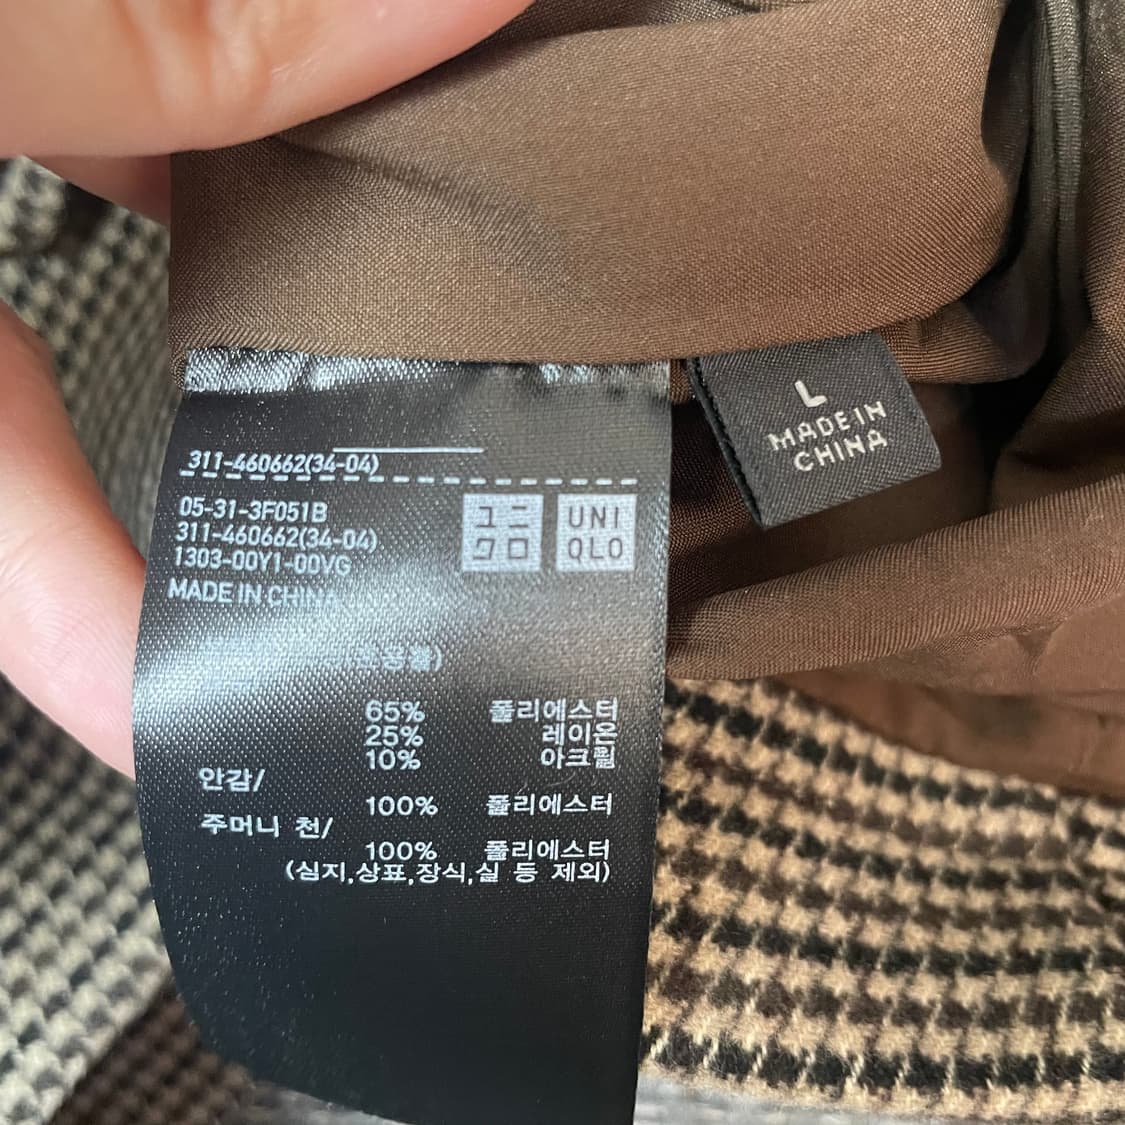 311-460662(34-04)
05-31-3F051B
311-460662(34-04)
1303-00Y1-00VG
MADE IN CHINA
ユニ
クロ
UNI
QLO
L
MADE IN
CHINA
65% 폴리에스터
25% 레이온
10% 아크릴
안감/
100% 폴리에스터
주머니 천/
100% 폴리에스터
(심지,상표,장식,실 등 제외)